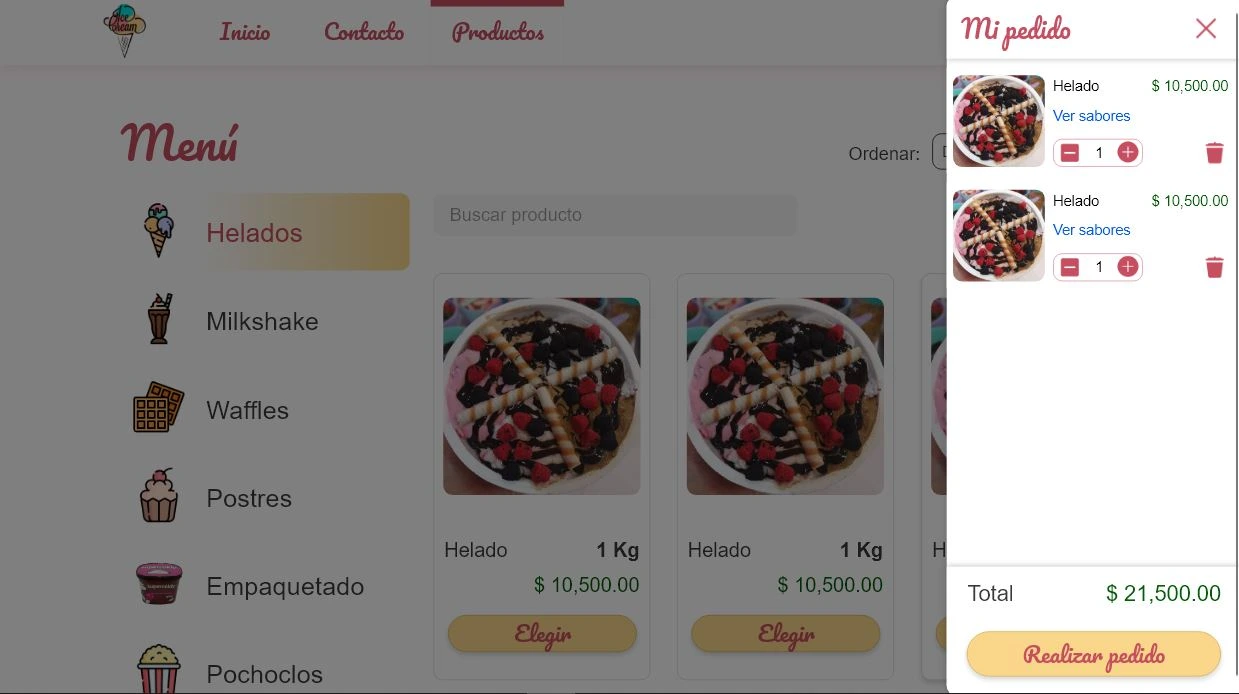 Ice
Cream
Inicio
Contacto
Productos
Menú
Ordenar:
Helados
Milkshake
Waffles
Postres
Empaquetado
Pochoclos
Buscar producto
Helado 1 Kg
$ 10,500.00
Elegir
Helado 1 Kg
$ 10,500.00
Elegir
Mi pedido
Helado $ 10,500.00
Ver sabores
1
Helado $ 10,500.00
Ver sabores
1
Total $ 21,500.00
Realizar pedido